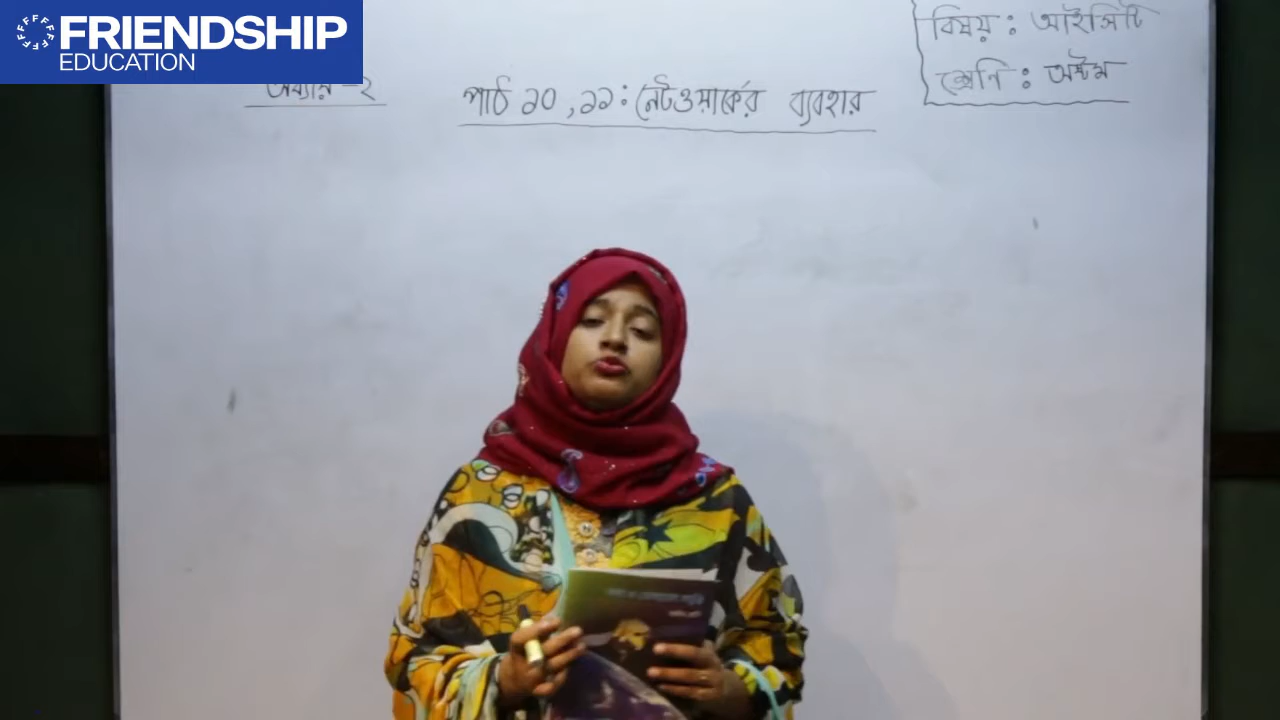 FRIENDSHIP
EDUCATION
অধ্যায় - ২
পাঠ ১০ , ১১ : নেটওয়ার্কের ব্যবহার
বিষয় : আইসিটি
শ্রেণি : অষ্টম